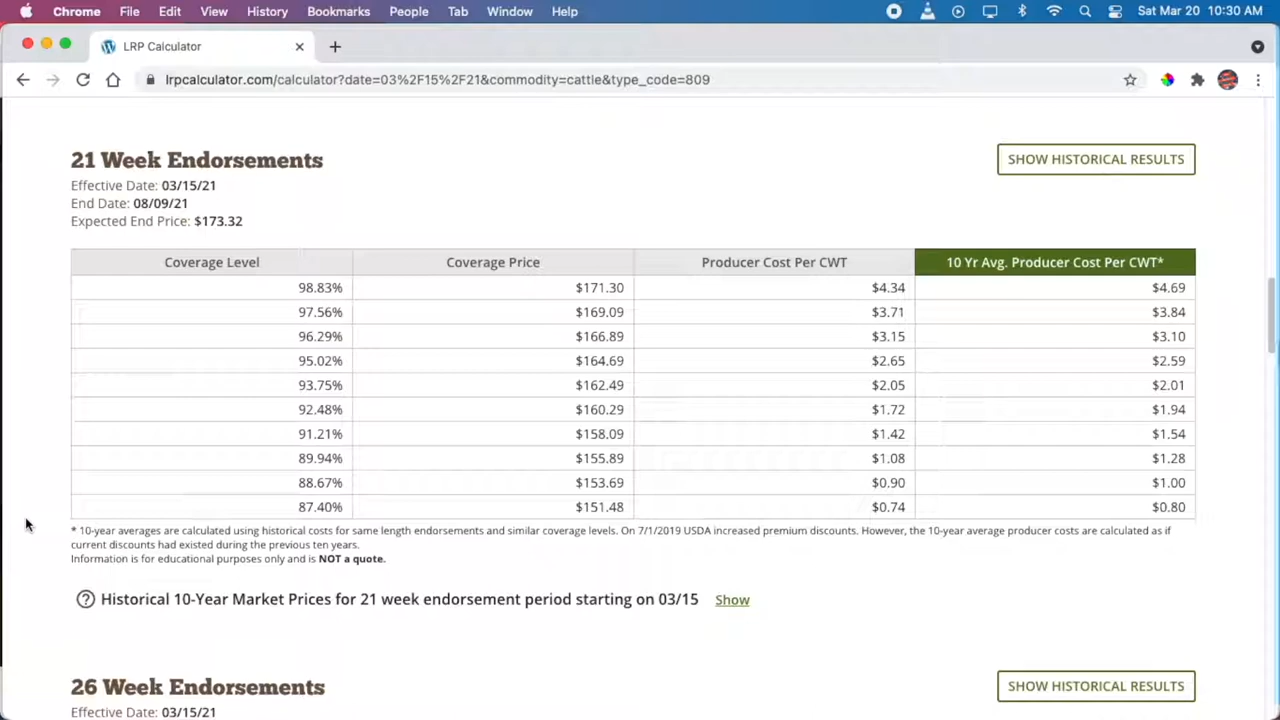 Chrome File Edit View History Bookmarks People Tab Window Help Sat Mar 20 10:30 AM
LRP Calculator
lrpcalculator.com/calculator?date=03%2F15%2F21&commodity=cattle&type_code=809
21 Week Endorsements SHOW HISTORICAL RESULTS
Effective Date: 03/15/21
End Date: 08/09/21
Expected End Price: $173.32
Coverage Level Coverage Price Producer Cost Per CWT 10 Yr Avg. Producer Cost Per CWT*
98.83% $171.30 $4.34 $4.69
97.56% $169.09 $3.71 $3.84
96.29% $166.89 $3.15 $3.10
95.02% $164.69 $2.65 $2.59
93.75% $162.49 $2.05 $2.01
92.48% $160.29 $1.72 $1.94
91.21% $158.09 $1.42 $1.54
89.94% $155.89 $1.08 $1.28
88.67% $153.69 $0.90 $1.00
87.40% $151.48 $0.74 $0.80
* 10-year averages are calculated using historical costs for same length endorsements and similar coverage levels. On 7/1/2019 USDA increased premium discounts. However, the 10-year average producer costs are calculated as if
current discounts had existed during the previous ten years.
Information is for educational purposes only and is NOT a quote.
Historical 10-Year Market Prices for 21 week endorsement period starting on 03/15 Show
26 Week Endorsements SHOW HISTORICAL RESULTS
Effective Date: 03/15/21